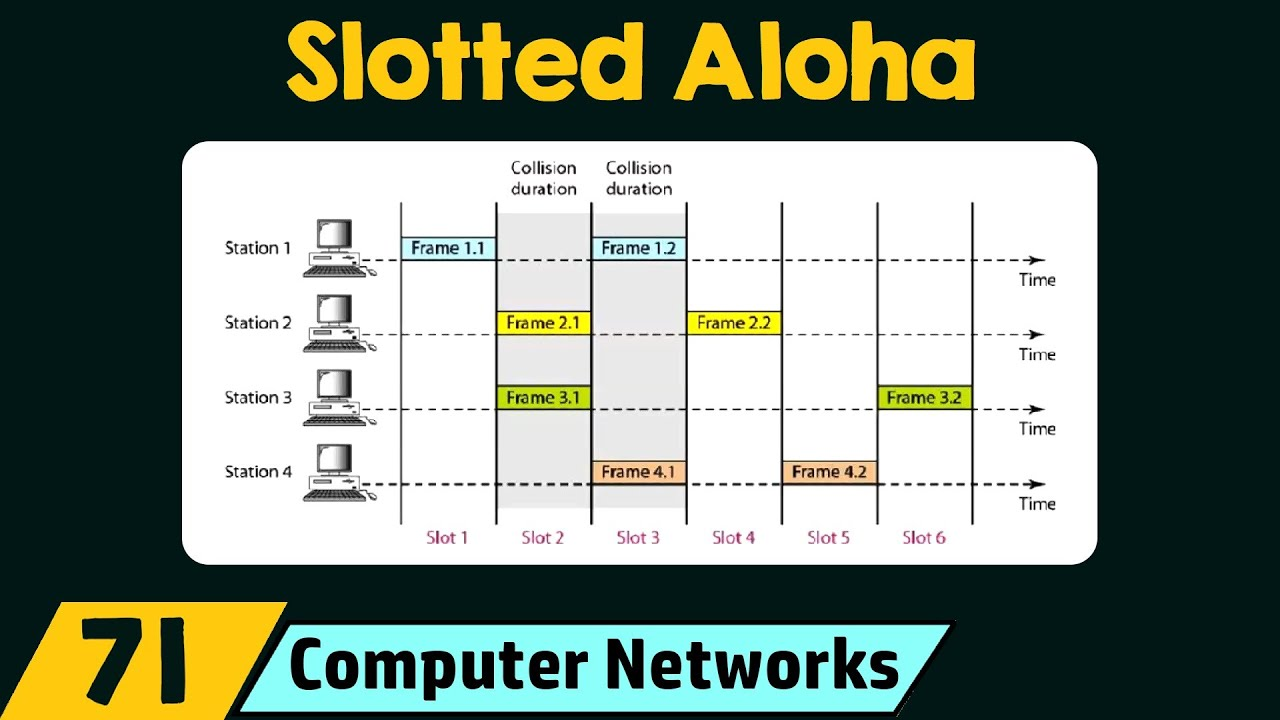 Slotted Aloha
Collision Collision
duration duration
Station 1 Frame 1.1 Frame 1.2
Time
Station 2 Frame 2.1 Frame 2.2
Time
Station 3 Frame 3.1 Frame 3.2
Time
Station 4 Frame 4.1 Frame 4.2
Time
Slot 1 Slot 2 Slot 3 Slot 4 Slot 5 Slot 6
71 Computer Networks